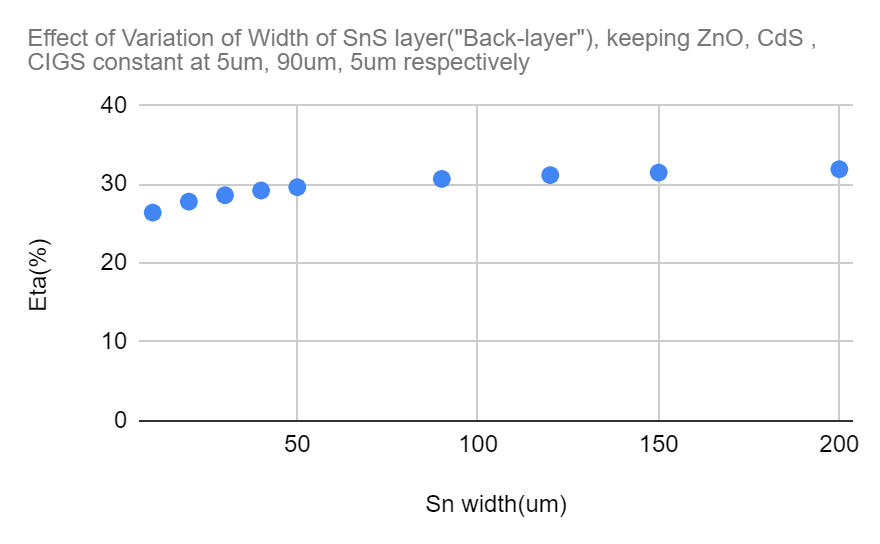 Effect of Variation of Width of SnS layer("Back-layer"), keeping ZnO, CdS ,
CIGS constant at 5um, 90um, 5um respectively
40
30
20
10
0
Eta(%)
50 100 150 200
Sn width(um)